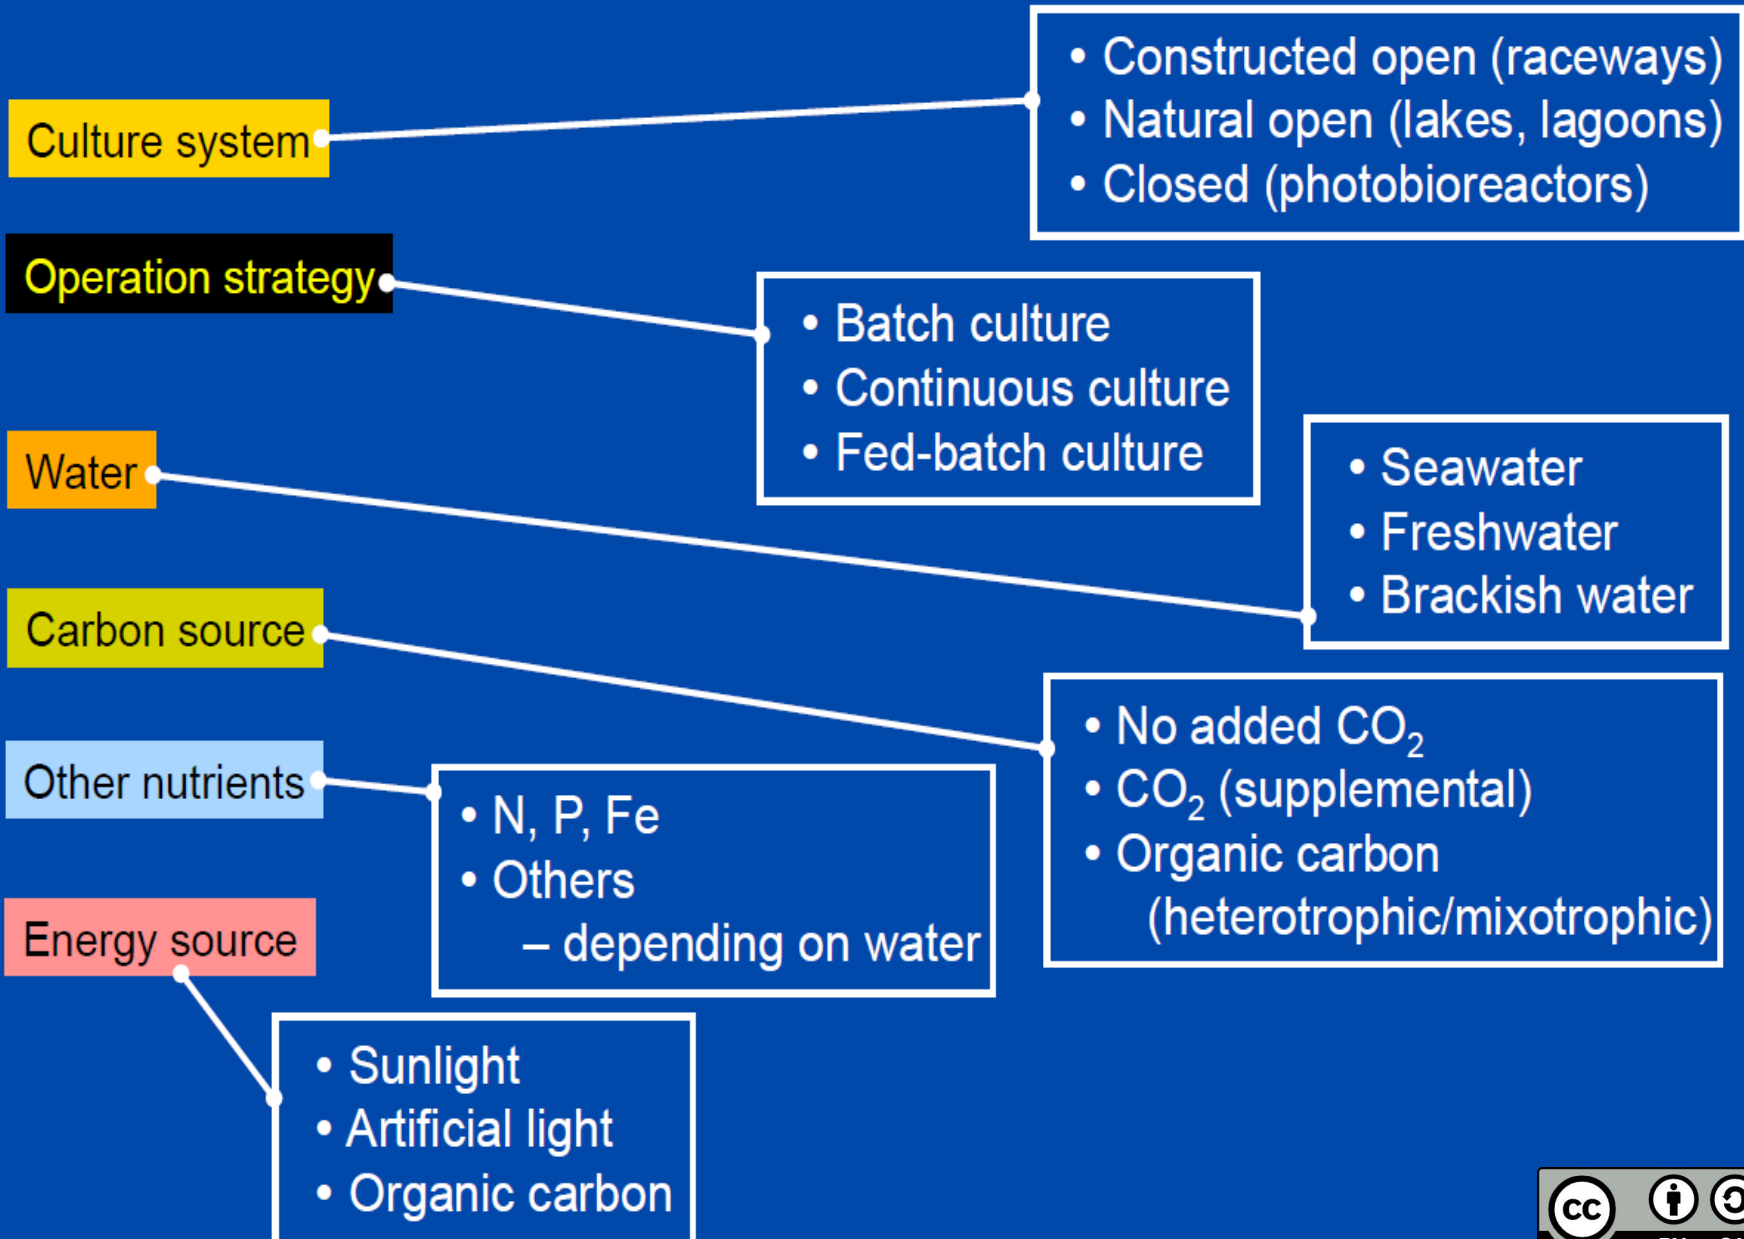 Culture system
• Constructed open (raceways)
• Natural open (lakes, lagoons)
• Closed (photobioreactors)
Operation strategy
• Batch culture
• Continuous culture
• Fed-batch culture
Water
• Seawater
• Freshwater
• Brackish water
Carbon source
• No added CO₂
• CO₂ (supplemental)
• Organic carbon
(heterotrophic/mixotrophic)
Other nutrients
• N, P, Fe
• Others
– depending on water
Energy source
• Sunlight
• Artificial light
• Organic carbon
cc